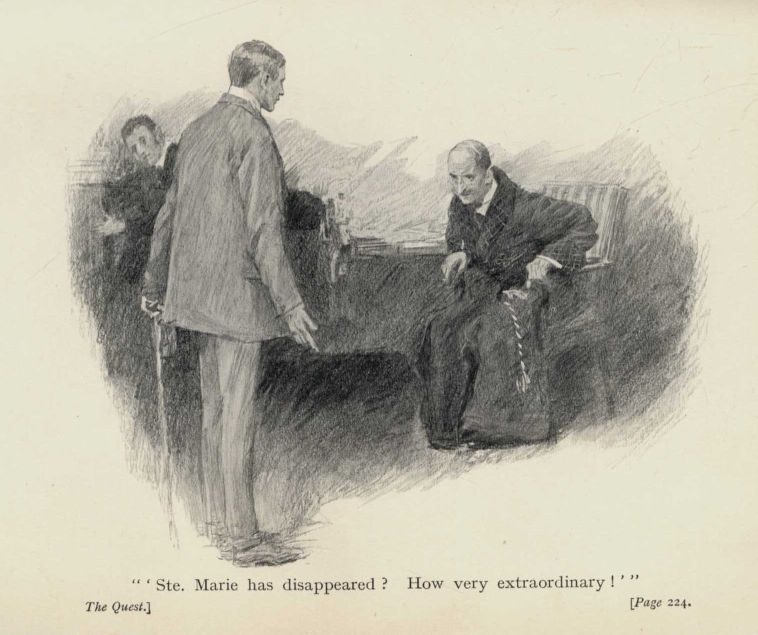 “‘Ste. Marie has disappeared? How very extraordinary!’”
The Quest.] [Page 224.